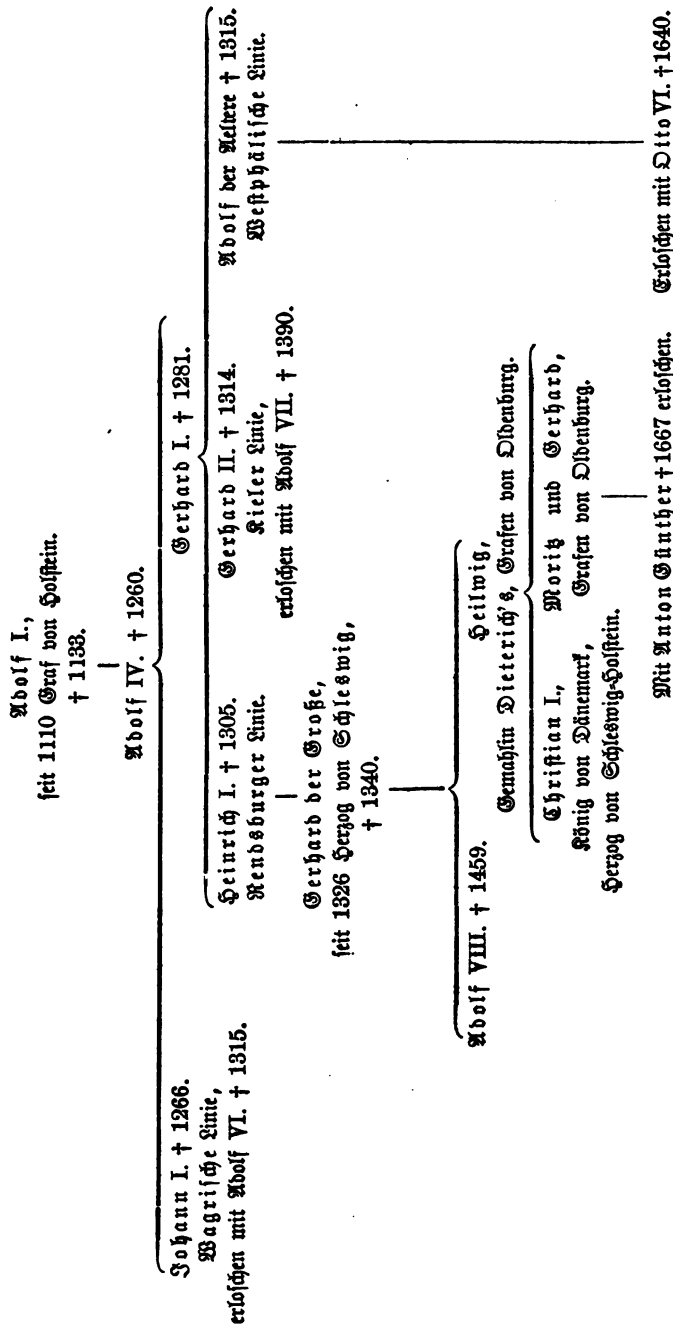 Adolf I.,
seit 1110 Graf von Holstein.
† 1133.
Adolf IV. † 1260.
Johann I. † 1266.
Wagrische Linie,
erloschen mit Adolf VI. † 1315.
Gerhard I. † 1281.
Heinrich I. † 1305.
Rendsburger Linie.
Gerhard II. † 1314.
Kieler Linie,
erloschen mit Adolf VII. † 1390.
Adolf der Aeltere † 1315.
Westphälische Linie.
Gerhard der Große,
seit 1326 Herzog von Schleswig,
† 1340.
Adolf VIII. † 1459.
Heilwig,
Gemahlin Dieterich's, Grafen von Oldenburg.
Christian I.,
König von Dänemark,
Herzog von Schleswig-Holstein.
Moritz und Gerhard,
Grafen von Oldenburg.
Mit Anton Günther † 1667 erloschen.
Erloschen mit Otto VI. † 1640.